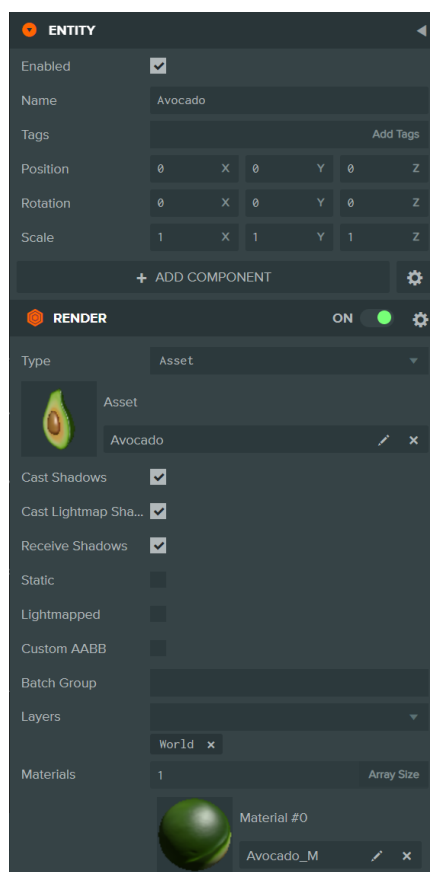 ENTITY
Enabled
Name Avocado
Tags Add Tags
Position 0 X 0 Y 0 Z
Rotation 0 X 0 Y 0 Z
Scale 1 X 1 Y 1 Z
+ ADD COMPONENT
RENDER ON
Type Asset
Asset
Avocado
Cast Shadows
Cast Lightmap Sha...
Receive Shadows
Static
Lightmapped
Custom AABB
Batch Group
Layers
World
Materials 1 Array Size
Material #0
Avocado_M